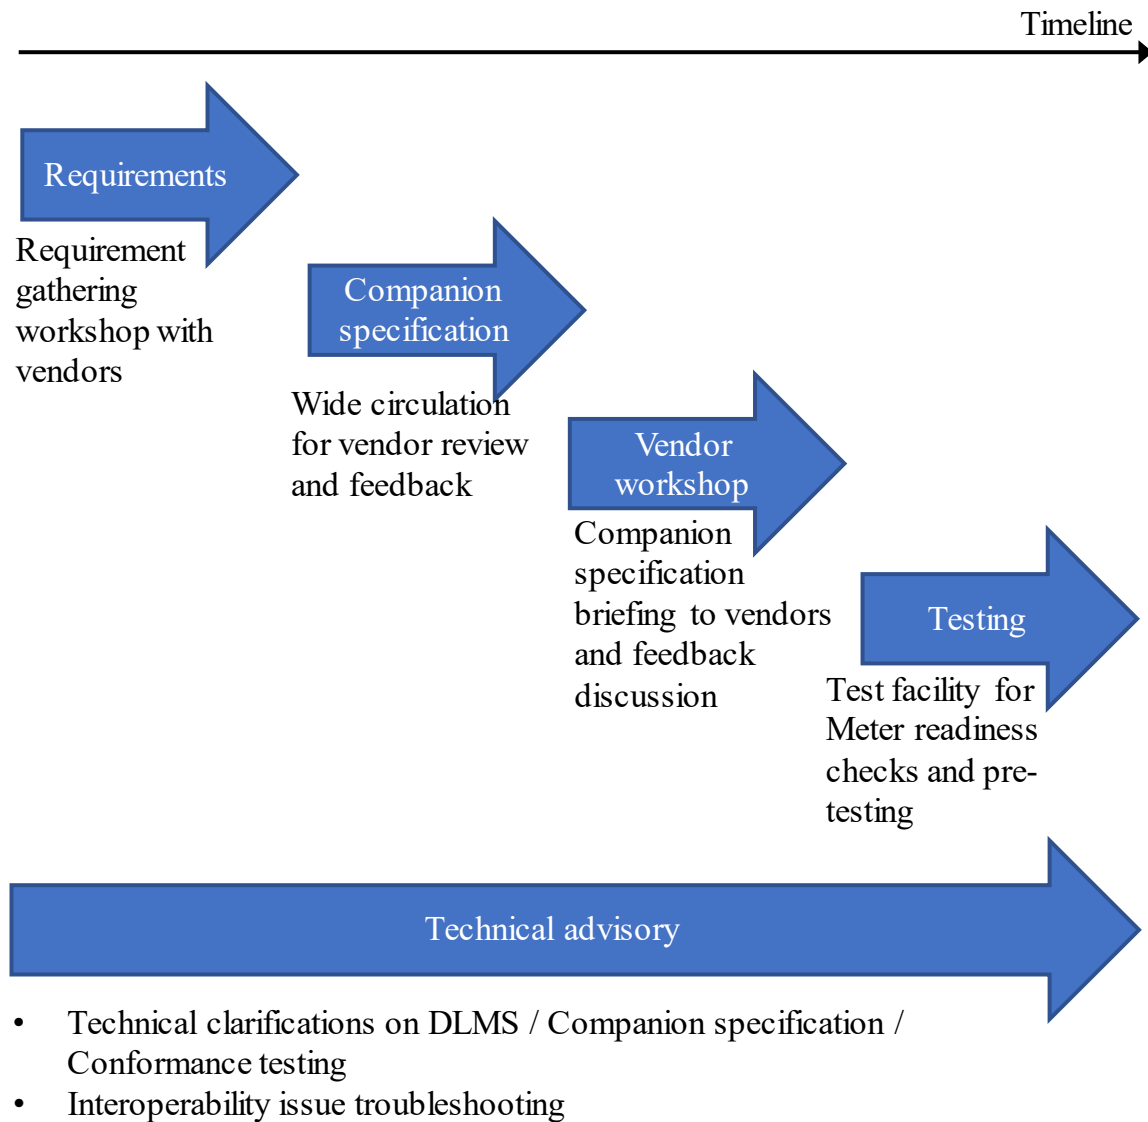 Timeline
Requirements
Requirement
gathering
workshop with
vendors
Companion
specification
Wide circulation
for vendor review
and feedback
Vendor
workshop
Companion
specification
briefing to vendors
and feedback
discussion
Testing
Test facility for
Meter readiness
checks and pre-
testing
Technical advisory
• Technical clarifications on DLMS / Companion specification /
Conformance testing
• Interoperability issue troubleshooting